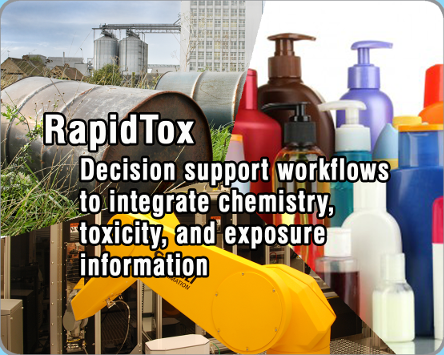 RapidTox
Decision support workflows
to integrate chemistry,
toxicity, and exposure
information